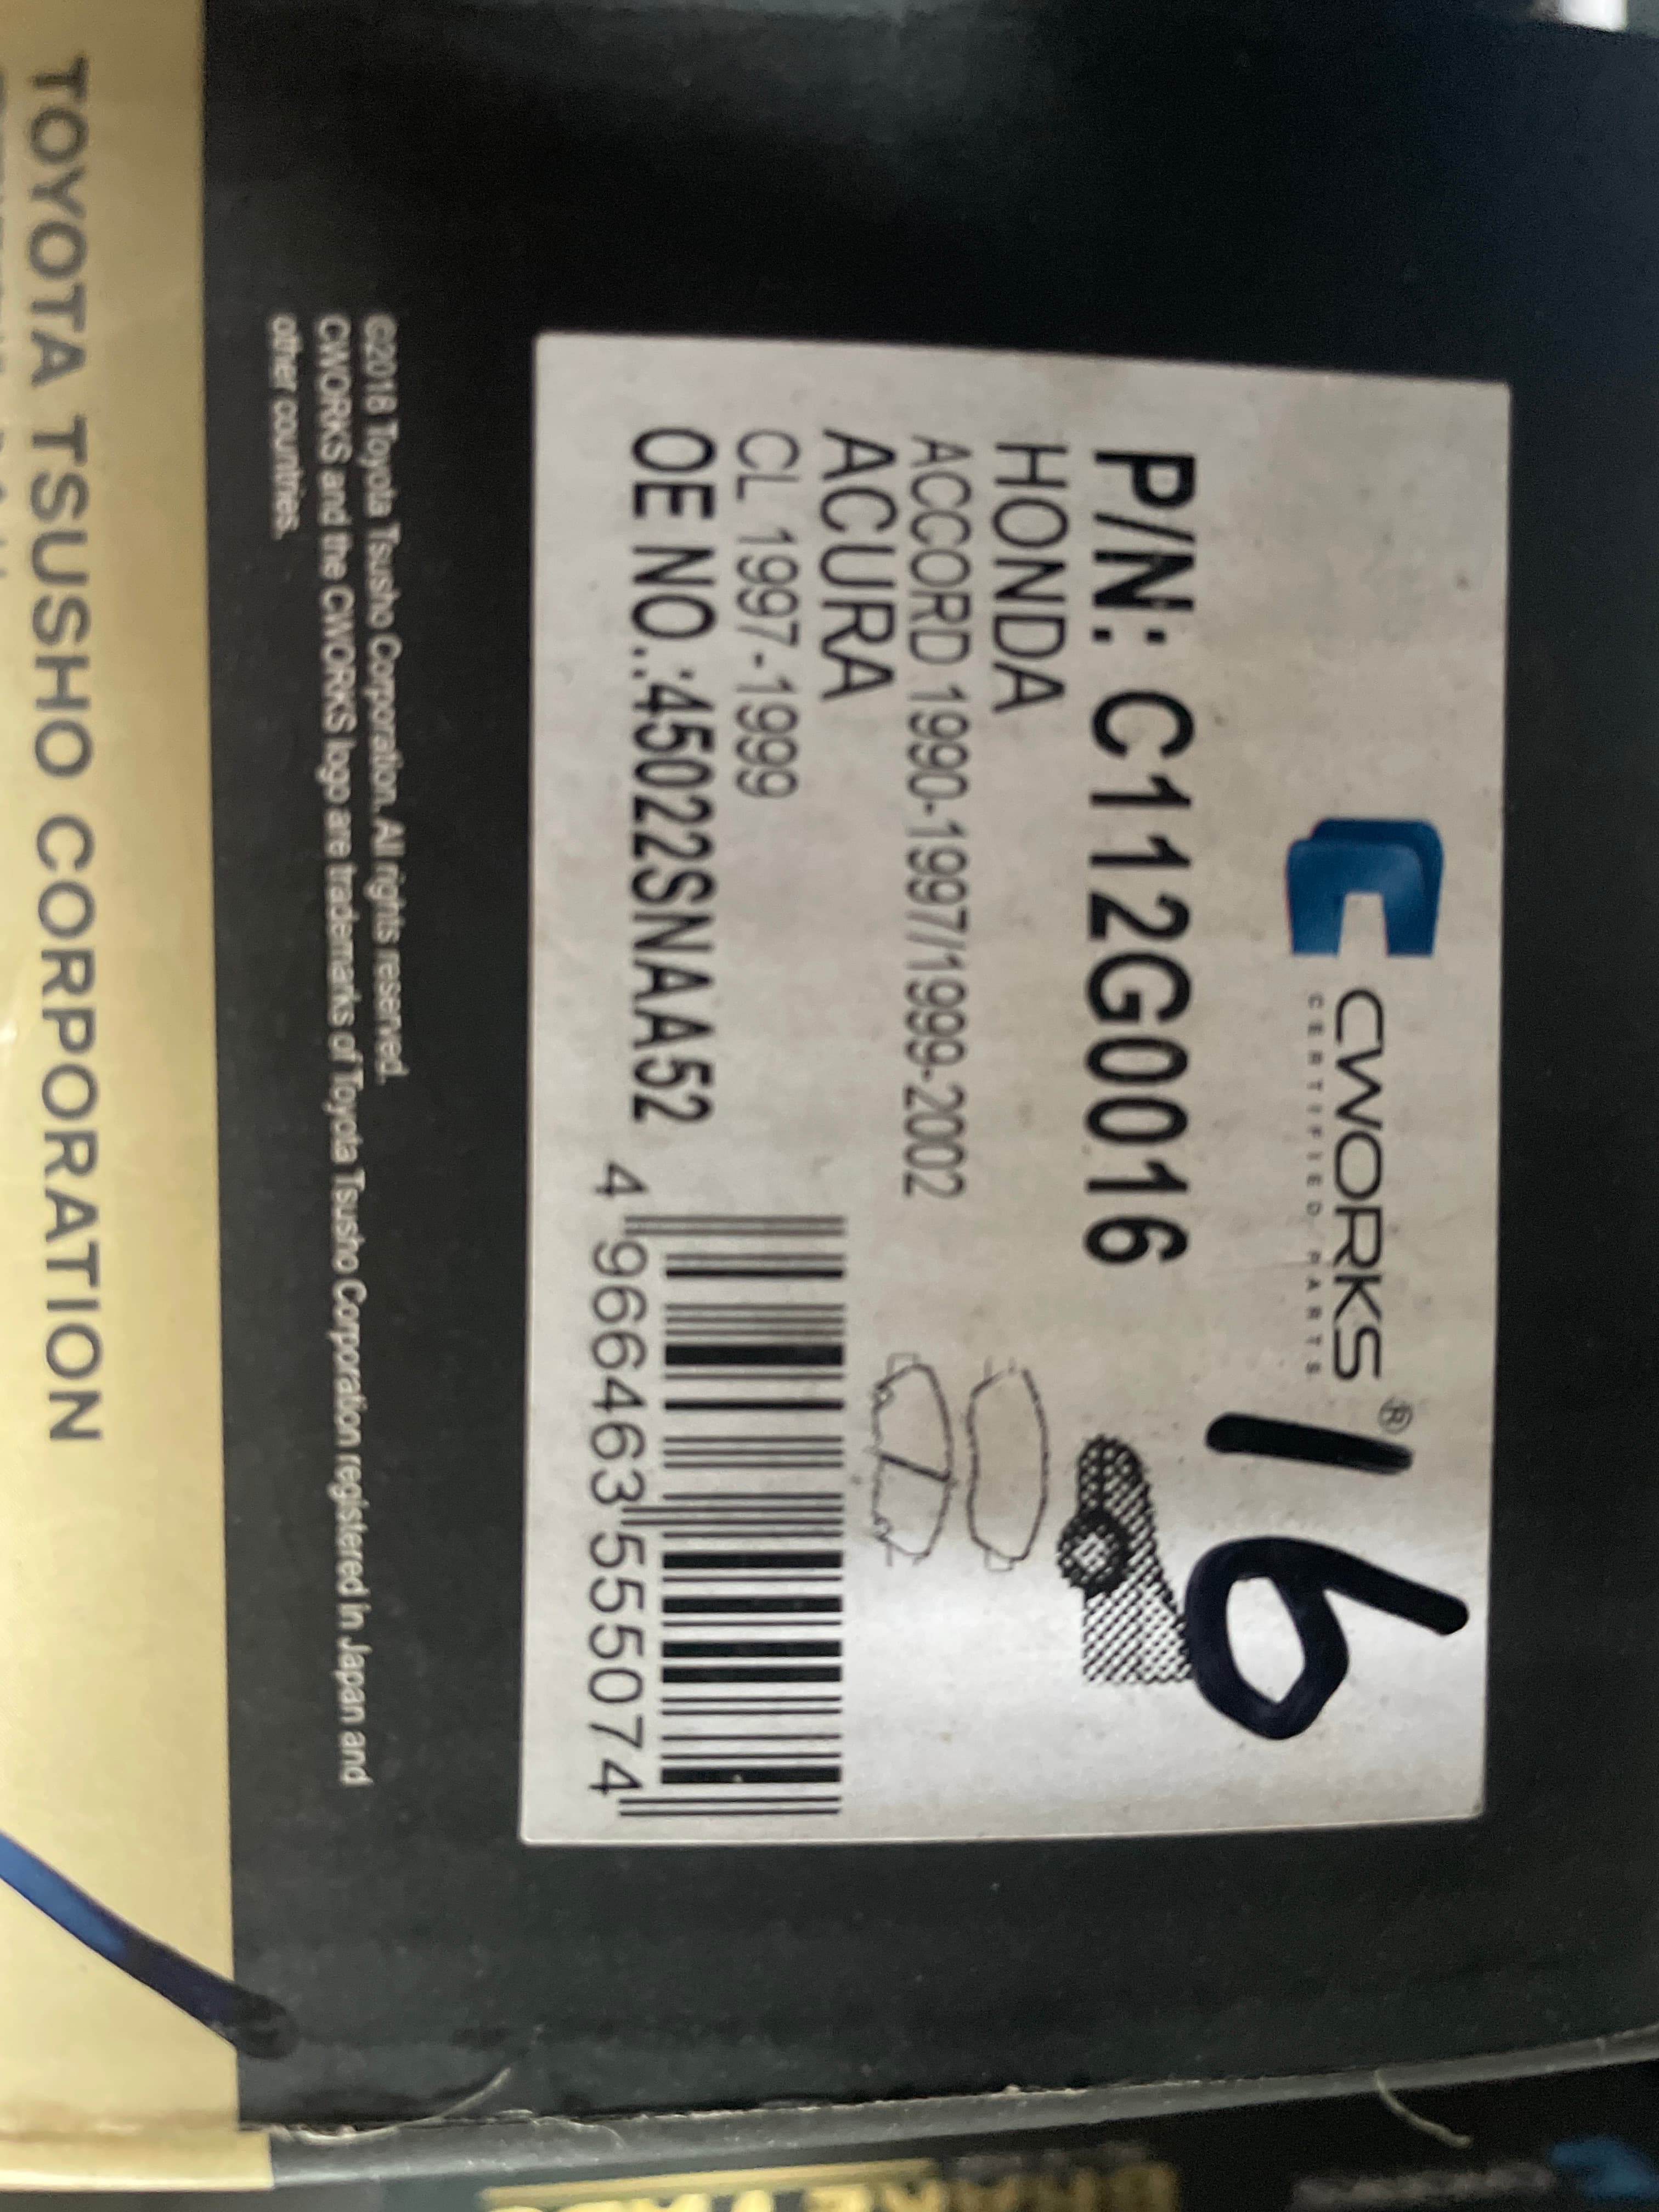 CWORKS®
CERTIFIED PARTS
16
P/N: C112G0016
HONDA
ACCORD 1990-1997/1999-2002
ACURA
CL 1997-1999
OE NO.:45022SNAA52
4 966463 555074
©2018 Toyota Tsusho Corporation. All rights reserved.
CWORKS and the CWORKS logo are trademarks of Toyota Tsusho Corporation registered in Japan and
other countries.
TOYOTA TSUSHO CORPORATION